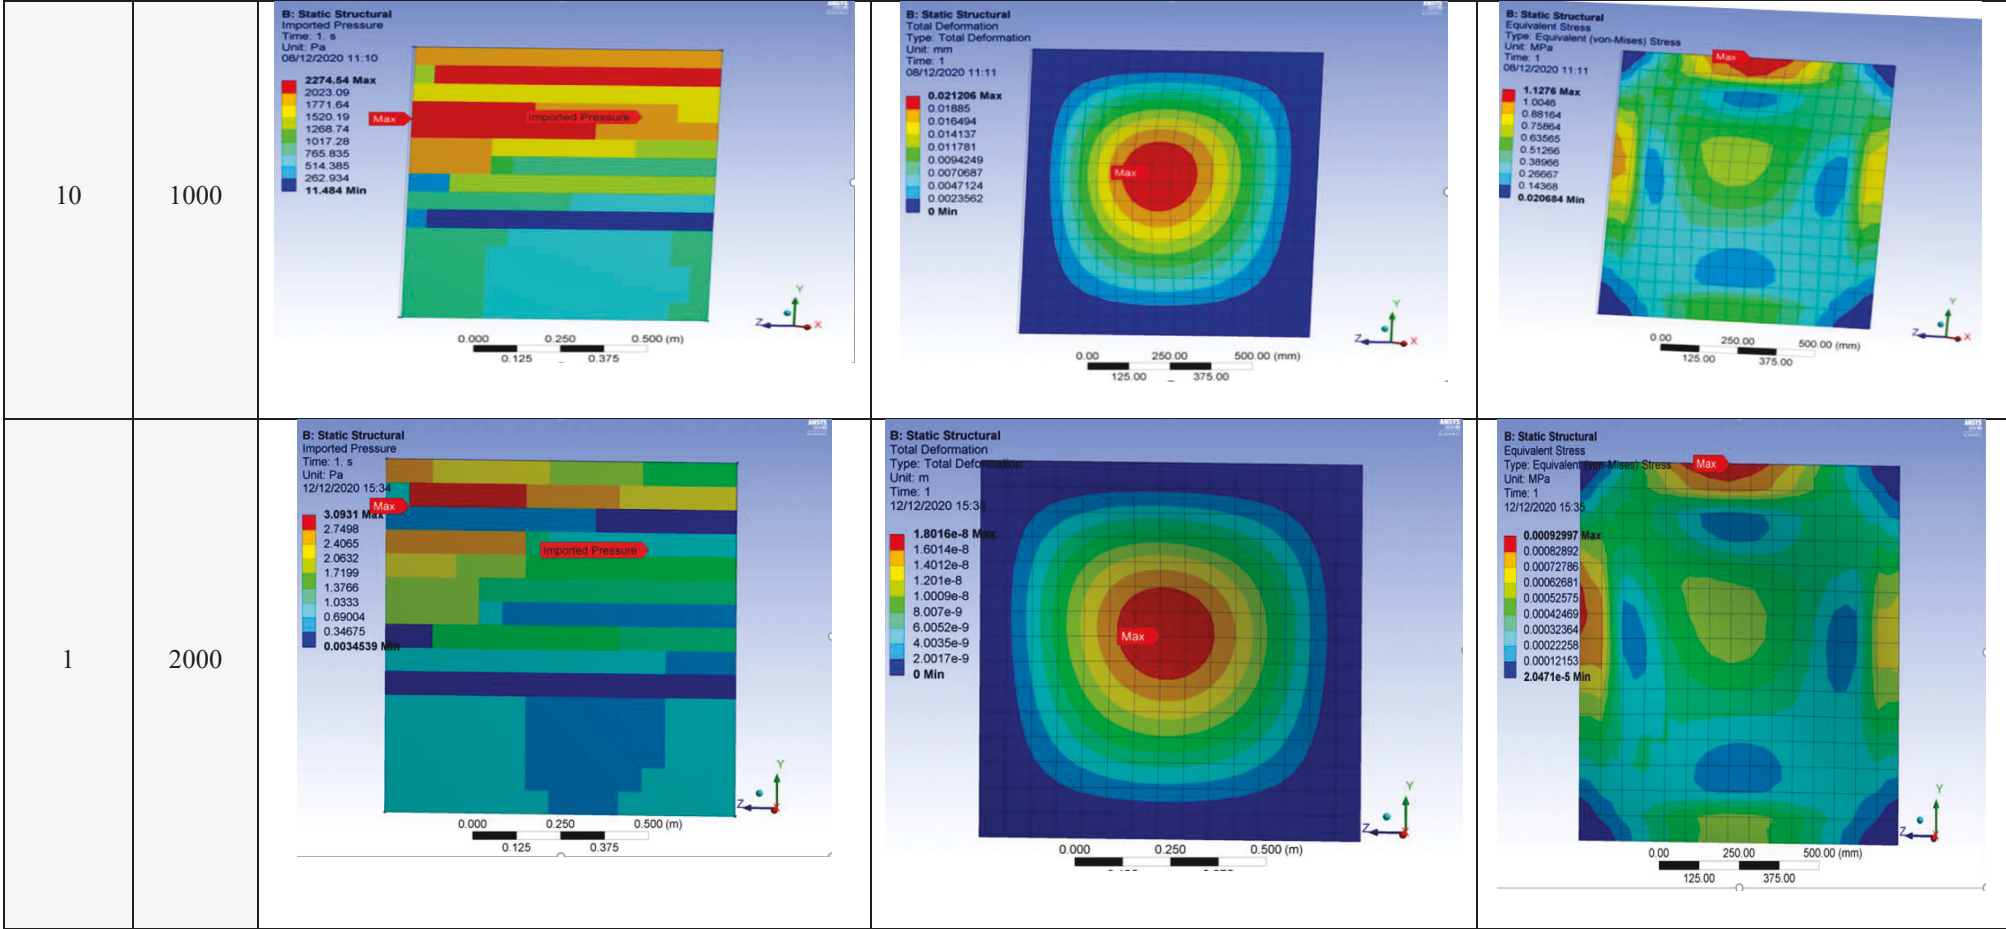 10
1000
B: Static Structural
Imported Pressure
Time: 1. s
Unit: Pa
08/12/2020 11:10
2274.54 Max
2023.09
1771.64
1520.19
1268.74
1017.28
765.835
514.385
262.934
11.484 Min
Max
Imported Pressure
ANSYS
Y
Z
X
0.000
0.250
0.500 (m)
0.125
0.375
B: Static Structural
Total Deformation
Type: Total Deformation
Unit: mm
Time: 1
08/12/2020 11:11
0.021206 Max
0.01885
0.016494
0.014137
0.011781
0.0094249
0.0070687
0.0047124
0.0023562
0 Min
Max
ANSYS
Y
Z
X
0.00
250.00
500.00 (mm)
125.00
375.00
B: Static Structural
Equivalent Stress
Type: Equivalent (von-Mises) Stress
Unit: MPa
Time: 1
08/12/2020 11:11
1.1276 Max
1.0046
0.88164
0.75864
0.63565
0.51266
0.38966
0.26667
0.14368
0.020684 Min
Max
ANSYS
Y
Z
X
0.00
250.00
500.00 (mm)
125.00
375.00
1
2000
B: Static Structural
Imported Pressure
Time: 1. s
Unit: Pa
12/12/2020 15:34
3.0931 Max
2.7498
2.4065
2.0632
1.7199
1.3766
1.0333
0.69004
0.34675
0.0034539 Min
Max
Imported Pressure
ANSYS
Y
Z
0.000
0.250
0.500 (m)
0.125
0.375
B: Static Structural
Total Deformation
Type: Total Deformation
Unit: m
Time: 1
12/12/2020 15:3
1.8016e-8 Max
1.6014e-8
1.4012e-8
1.201e-8
1.0009e-8
8.007e-9
6.0052e-9
4.0035e-9
2.0017e-9
0 Min
Max
ANSYS
Y
Z
X
0.000
0.250
0.500 (m)
B: Static Structural
Equivalent Stress
Type: Equivalent (von-Mises) Stress
Unit: MPa
Time: 1
12/12/2020 15:35
0.00092997 Max
0.00082892
0.00072786
0.00062681
0.00052575
0.00042469
0.00032364
0.00022258
0.00012153
2.0471e-5 Min
Max
ANSYS
Y
Z
X
0.00
250.00
500.00 (mm)
125.00
375.00